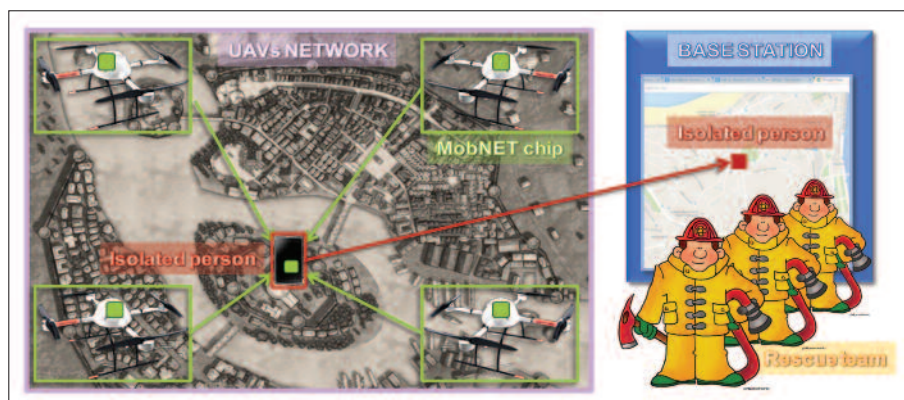 UAVs NETWORK
BASE STATION
Isolated person
MobNET chip
Isolated person
Rescue team